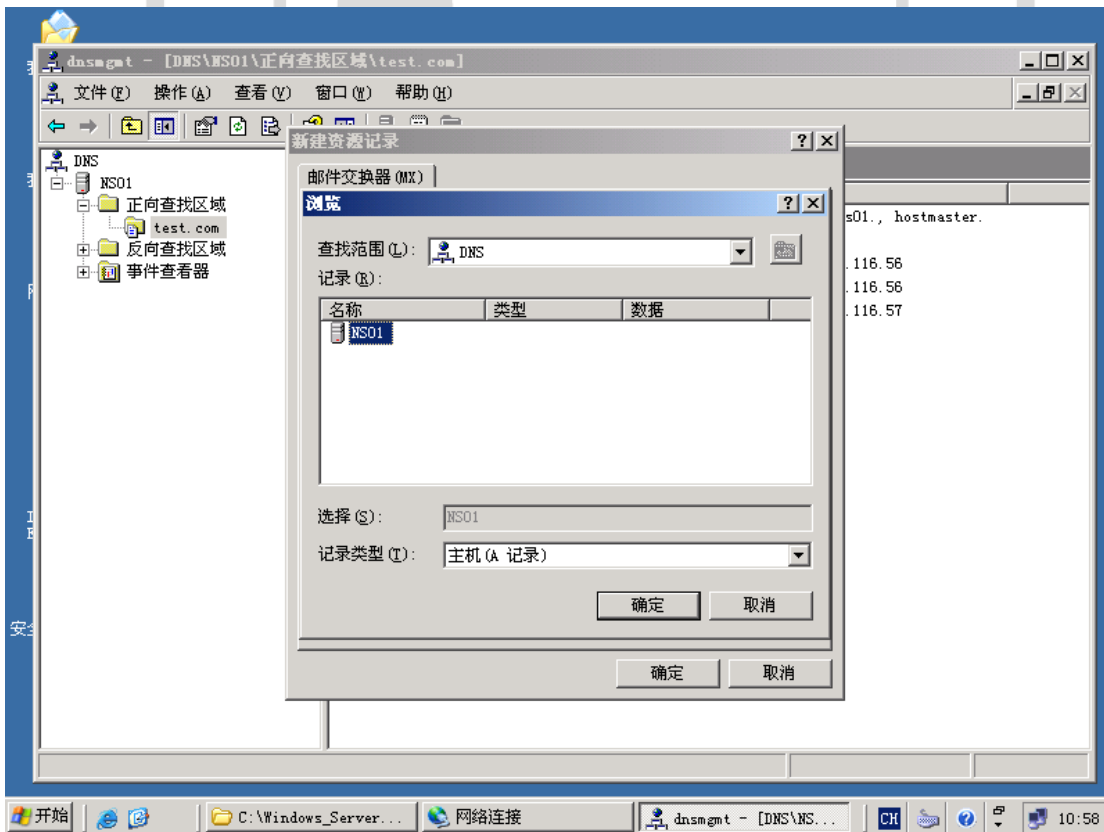 dnsmgmt - [DNS\NS01\正向查找区域\test.com]
文件(F) 操作(A) 查看(V) 窗口(W) 帮助(H)
新建资源记录
DNS
NS01
正向查找区域
test.com
反向查找区域
事件查看器
邮件交换器(MX)
浏览
查找范围(L): DNS
记录(R):
名称 类型 数据
NS01
选择(S): NS01
记录类型(T): 主机(A 记录)
确定 取消
确定 取消
s01., hostmaster.
.116.56
.116.56
.116.57
安全
开始 C:\Windows_Server... 网络连接 dnsmgmt - [DNS\NS... CH 10:58